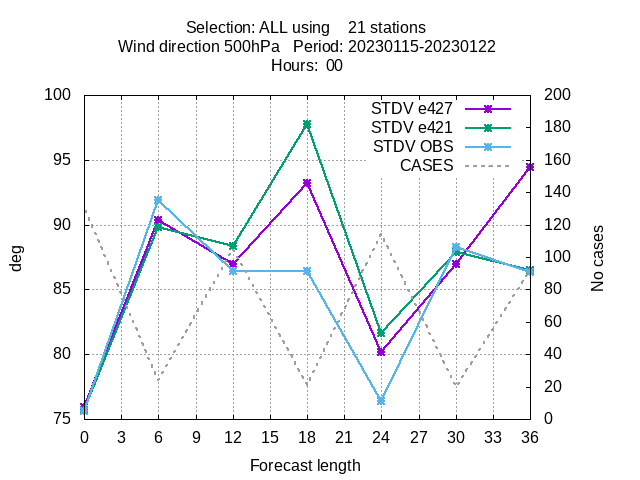 Selection: ALL using 21 stations
Wind direction 500hPa Period: 20230115-20230122
Hours: 00
STDV e427
STDV e421
STDV OBS
CASES
100
95
90
85
80
75
200
180
160
140
120
100
80
60
40
20
0
deg
No cases
0 3 6 9 12 15 18 21 24 27 30 33 36
Forecast length